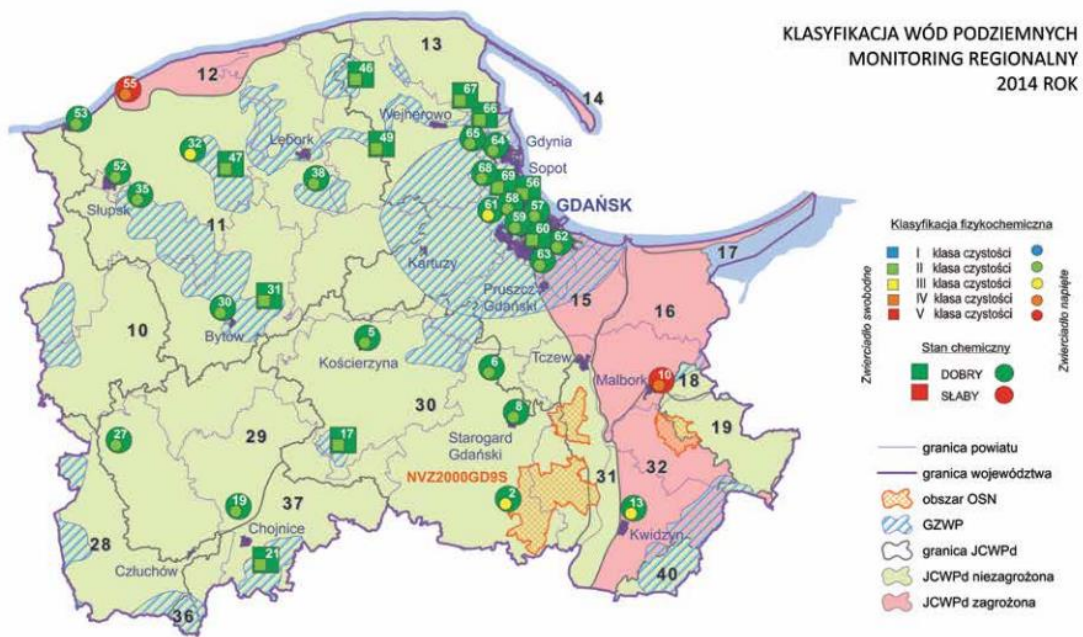 KLASYFIKACJA WÓD PODZIEMNYCH
MONITORING REGIONALNY
2014 ROK
13
46
12
55
67
14
53
Wejherowo
66
65
64
Gdynia
32
Lębork
49
47
68
Sopot
52
38
69
56
35
61
58
57
GDAŃSK
Słupsk
59
60
62
11
Kartuzy
63
17
Pruszcz
Gdański
15
31
30
16
Bytów
10
5
Kościerzyna
6
Tczew
10
Malbork
18
8
30
19
27
29
17
Starogard
Gdański
32
NVZ2000GD9S
31
2
13
19
37
Chojnice
Kwidzyn
28
21
40
Człuchów
36
Klasyfikacja fizykochemiczna
Zwierciadło swobodne
I klasa czystości
II klasa czystości
III klasa czystości
IV klasa czystości
V klasa czystości
Zwierciadło napięte
Stan chemiczny
DOBRY
SŁABY
granica powiatu
granica województwa
obszar OSN
GZWP
granica JCWPd
JCWPd niezagrożona
JCWPd zagrożona